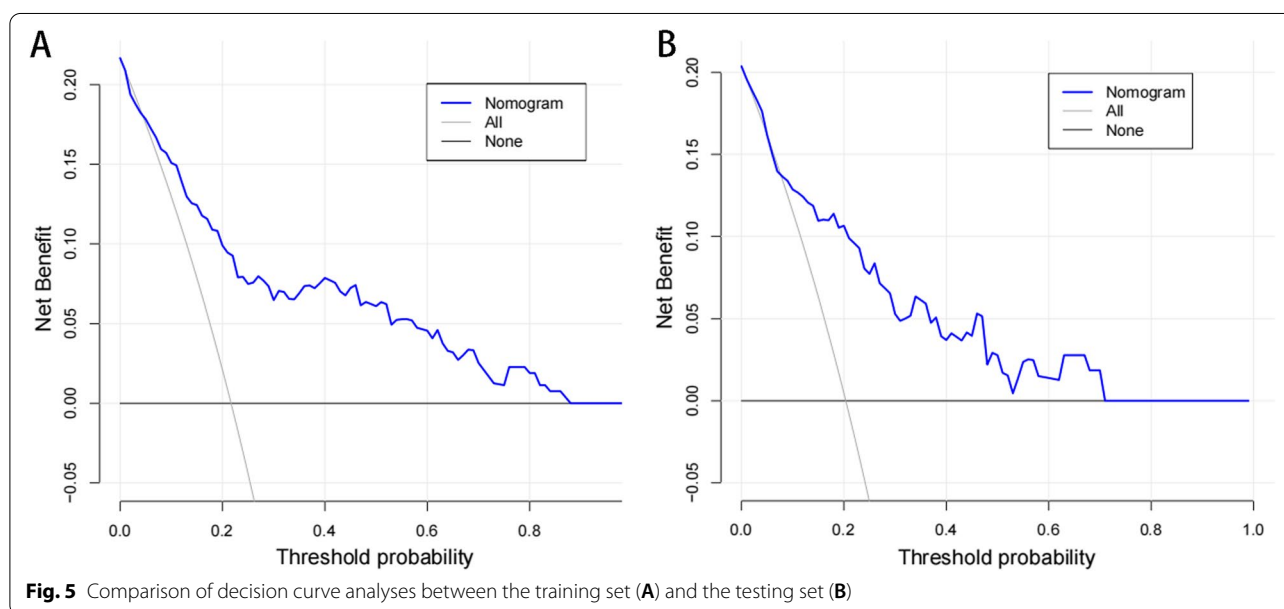 A
Net Benefit
0.20
0.15
0.10
0.05
0.00
−0.05
Nomogram
All
None
0.0 0.2 0.4 0.6 0.8
Threshold probability
B
Net Benefit
0.20
0.15
0.10
0.05
0.00
−0.05
Nomogram
All
None
0.0 0.2 0.4 0.6 0.8 1.0
Threshold probability
Fig. 5 Comparison of decision curve analyses between the training set (A) and the testing set (B)